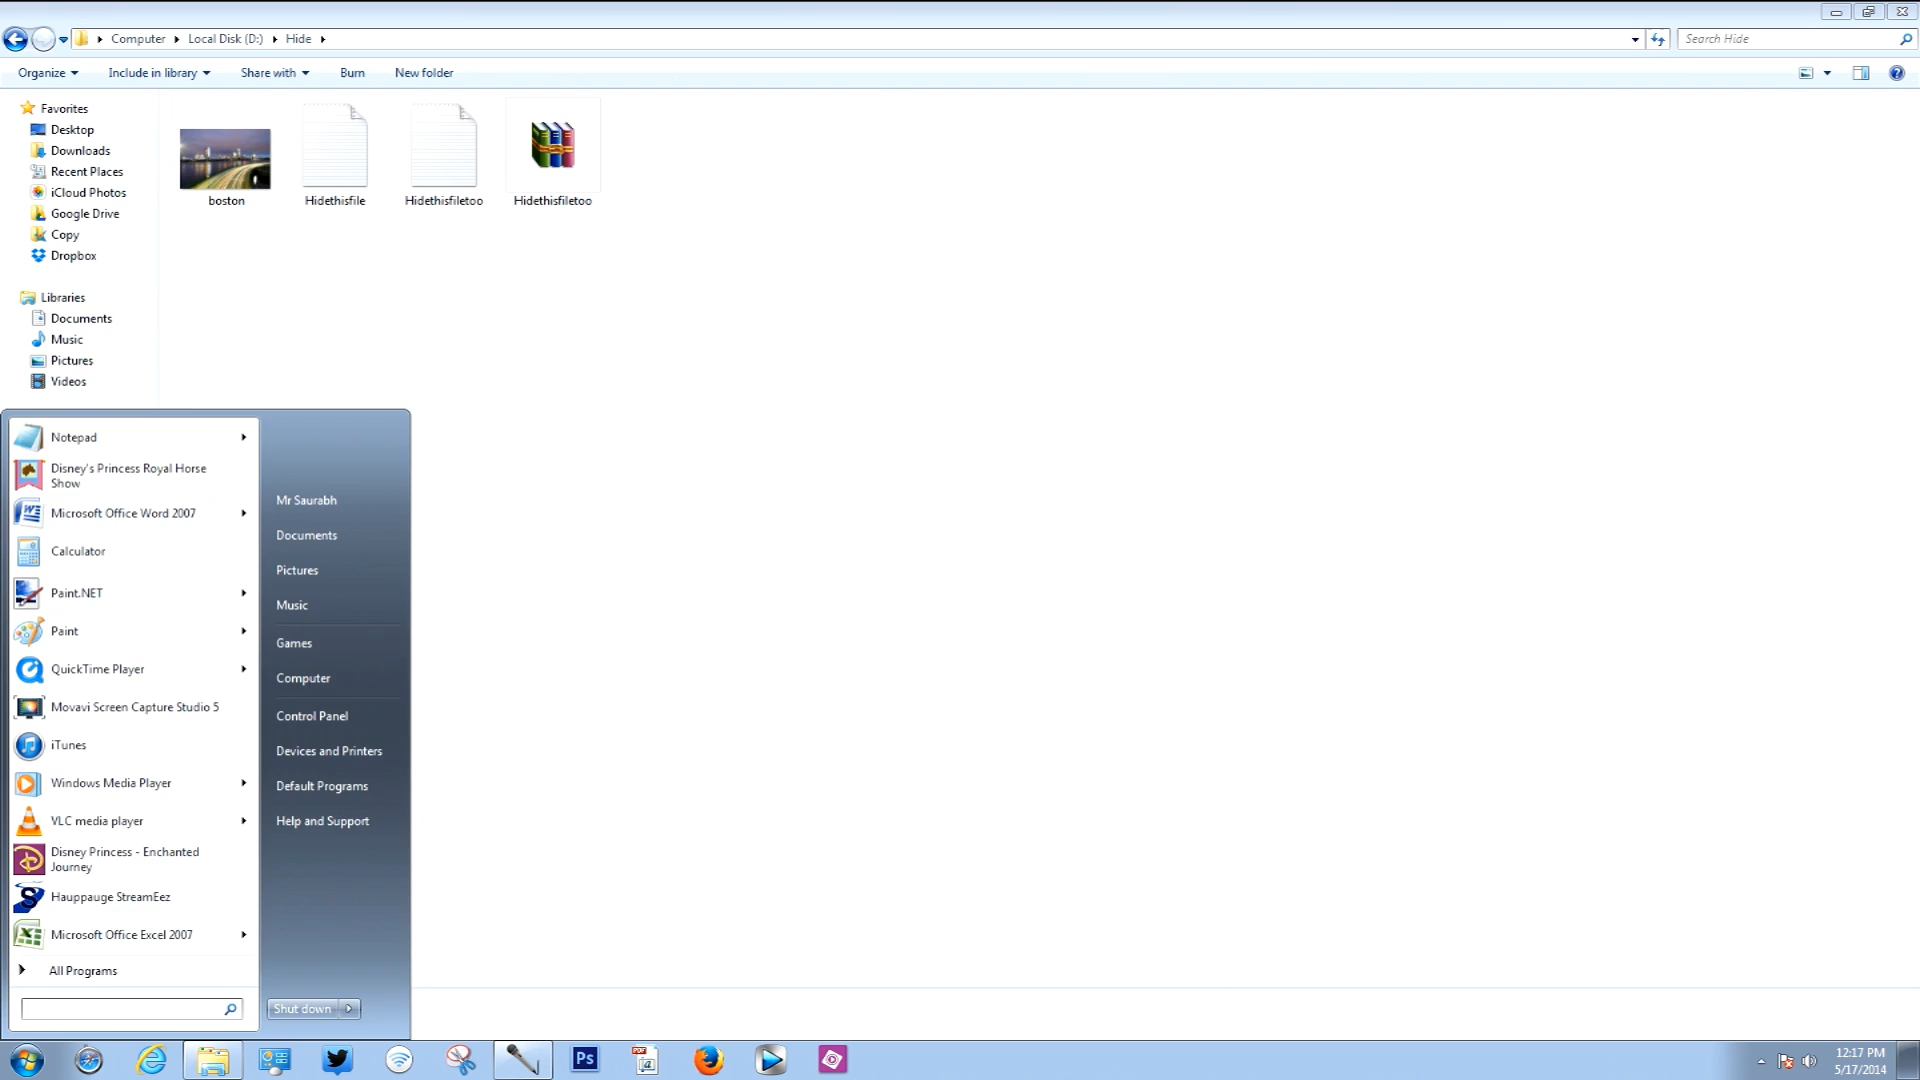 Computer
Local Disk (D:)
Hide
Search Hide
Organize
Include in library
Share with
Burn
New folder
Favorites
Desktop
Downloads
Recent Places
iCloud Photos
Google Drive
Copy
Dropbox
Libraries
Documents
Music
Pictures
Videos
boston
Hidethisfile
Hidethisfiletoo
Hidethisfiletoo
Notepad
Disney's Princess Royal Horse
Show
Microsoft Office Word 2007
Calculator
Paint.NET
Paint
QuickTime Player
Movavi Screen Capture Studio 5
iTunes
Windows Media Player
VLC media player
Disney Princess - Enchanted
Journey
Hauppauge StreamEez
Microsoft Office Excel 2007
All Programs
Mr Saurabh
Documents
Pictures
Music
Games
Computer
Control Panel
Devices and Printers
Default Programs
Help and Support
Shut down
Ps
PDF
12:17 PM
5/17/2014